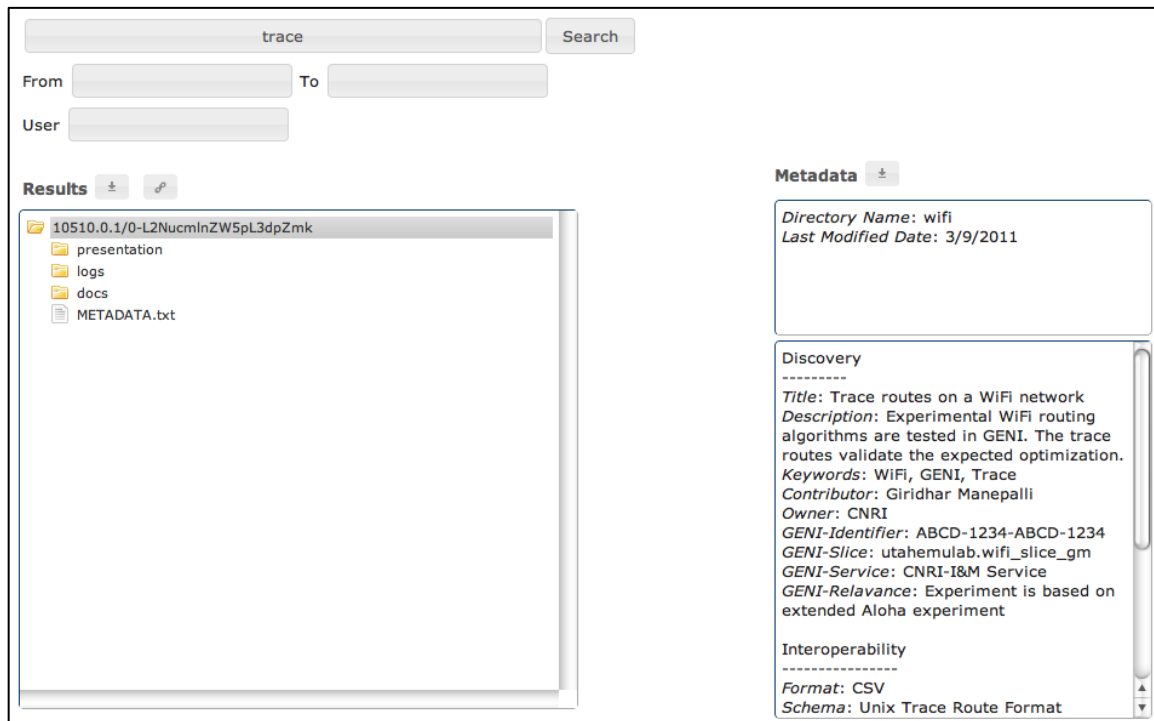 trace
Search
From
To
User
Results
10510.0.1/0-L2NucmlnZW5pL3dpZmk
presentation
logs
docs
METADATA.txt
Metadata
Directory Name: wifi
Last Modified Date: 3/9/2011
Discovery
---------
Title: Trace routes on a WiFi network
Description: Experimental WiFi routing
algorithms are tested in GENI. The trace
routes validate the expected optimization.
Keywords: WiFi, GENI, Trace
Contributor: Giridhar Manepalli
Owner: CNRI
GENI-Identifier: ABCD-1234-ABCD-1234
GENI-Slice: utahemulab.wifi_slice_gm
GENI-Service: CNRI-I&M Service
GENI-Relavance: Experiment is based on
extended Aloha experiment
Interoperability
----------------
Format: CSV
Schema: Unix Trace Route Format